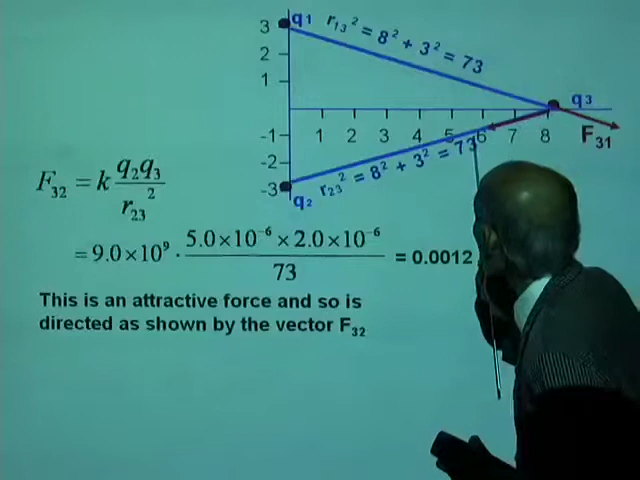 3 q1 r₁₃² = 8² + 3² = 73
2
1
q3
-1 1 2 3 4 5 6 7 8 F₃₁
-2
-3 q₂ r₂₃² = 8² + 3² = 73
F₃₂ = k q₂q₃ / r₂₃²
= 9.0×10⁹ · 5.0×10⁻⁶ × 2.0×10⁻⁶ / 73 = 0.0012
This is an attractive force and so is
directed as shown by the vector F₃₂